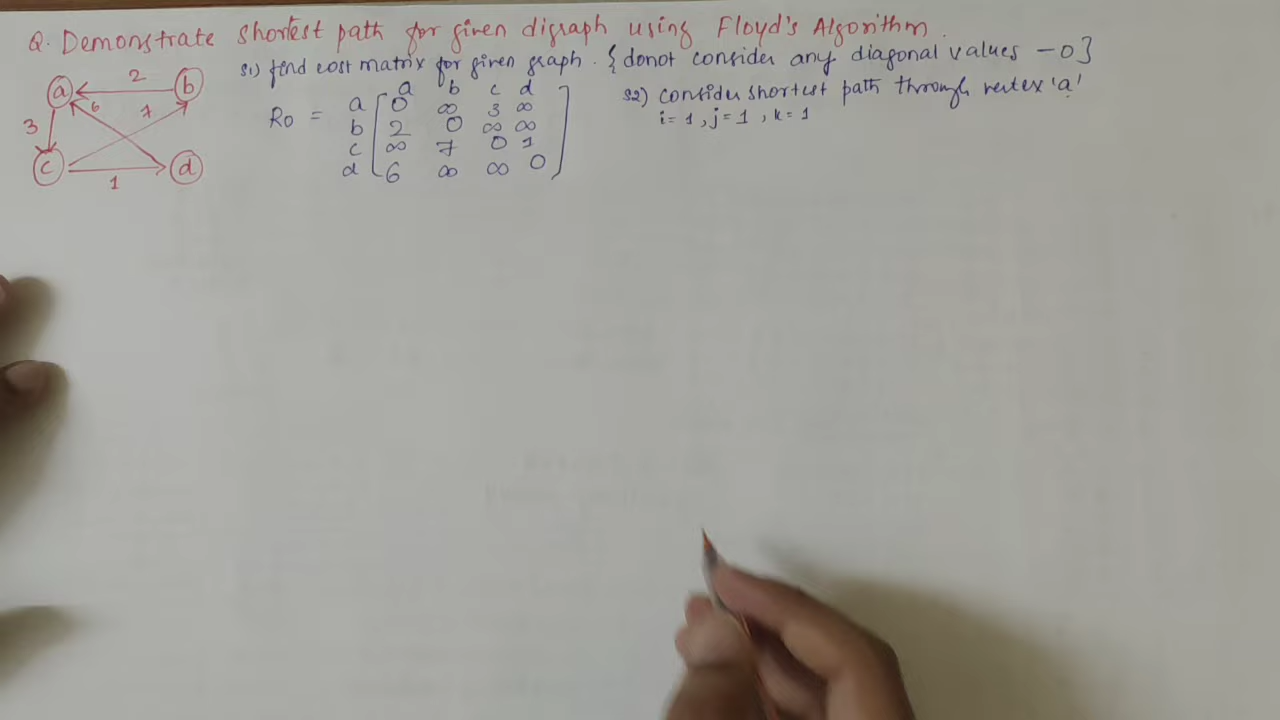 Q. Demonstrate shortest path for given digraph using Floyd's Algorithm.
S1) find cost matrix for given graph. {donot consider any diagonal values - 0}
S2) consider shortest path through vertex 'a'
i=1, j=1, k=1
a 2 b
3 6 7
c 1 d
a b c d
R0 = a 0 ∞ 3 ∞
b 2 0 ∞ ∞
c ∞ 7 0 1
d 6 ∞ ∞ 0